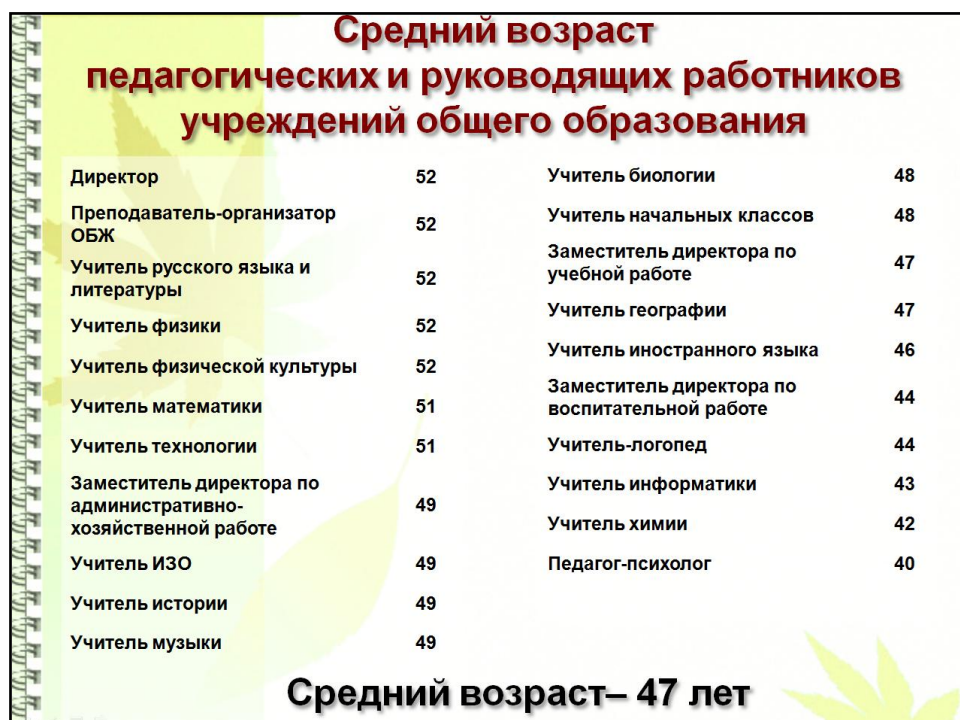 Средний возраст
педагогических и руководящих работников
учреждений общего образования
Директор 52
Преподаватель-организатор
ОБЖ 52
Учитель русского языка и
литературы 52
Учитель физики 52
Учитель физической культуры 52
Учитель математики 51
Учитель технологии 51
Заместитель директора по
административно-
хозяйственной работе 49
Учитель ИЗО 49
Учитель истории 49
Учитель музыки 49
Учитель биологии 48
Учитель начальных классов 48
Заместитель директора по
учебной работе 47
Учитель географии 47
Учитель иностранного языка 46
Заместитель директора по
воспитательной работе 44
Учитель-логопед 44
Учитель информатики 43
Учитель химии 42
Педагог-психолог 40
Средний возраст– 47 лет